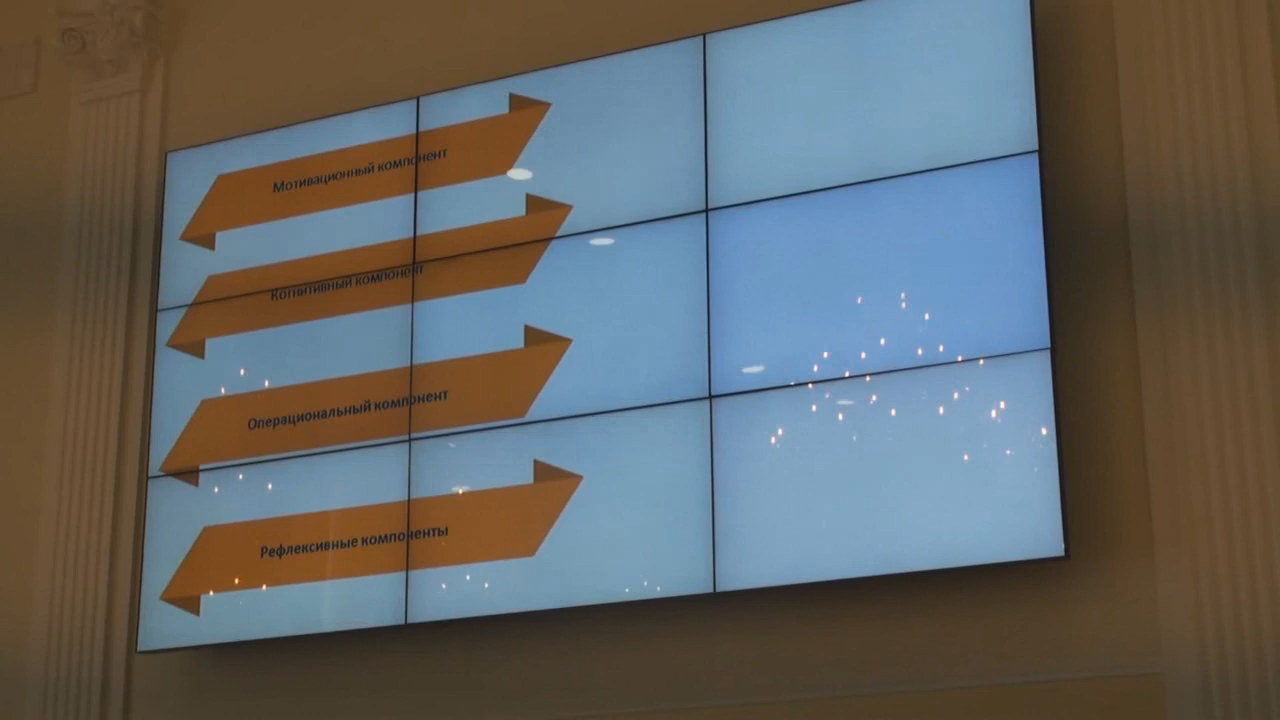 Мотивационный компонент
Когнитивный компонент
Операциональный компонент
Рефлексивные компоненты